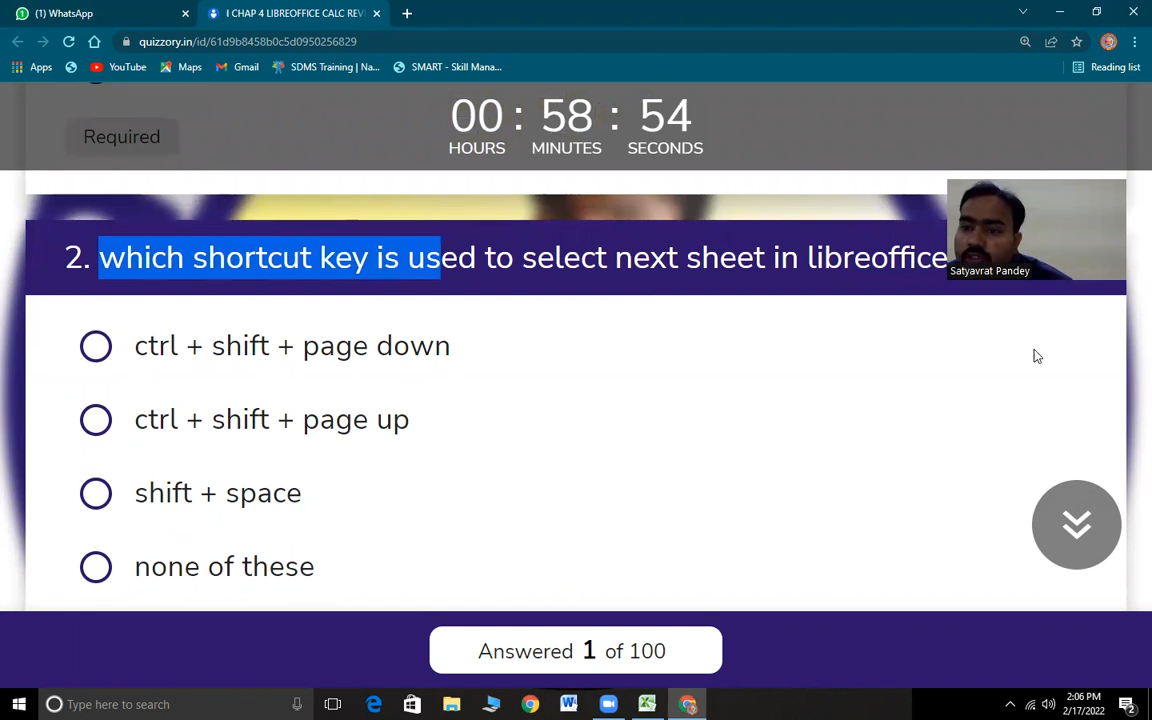 (1) WhatsApp
I CHAP 4 LIBREOFFICE CALC REVI
quizzory.in/id/61d9b8458b0c5d0950256829
Apps
YouTube
Maps
Gmail
SDMS Training | Na...
SMART - Skill Mana...
Reading list
00 : 58 : 54
HOURS MINUTES SECONDS
Required
2. which shortcut key is used to select next sheet in libreoffice
Satyavrat Pandey
ctrl + shift + page down
ctrl + shift + page up
shift + space
none of these
Answered 1 of 100
Type here to search
2:06 PM
2/17/2022
2